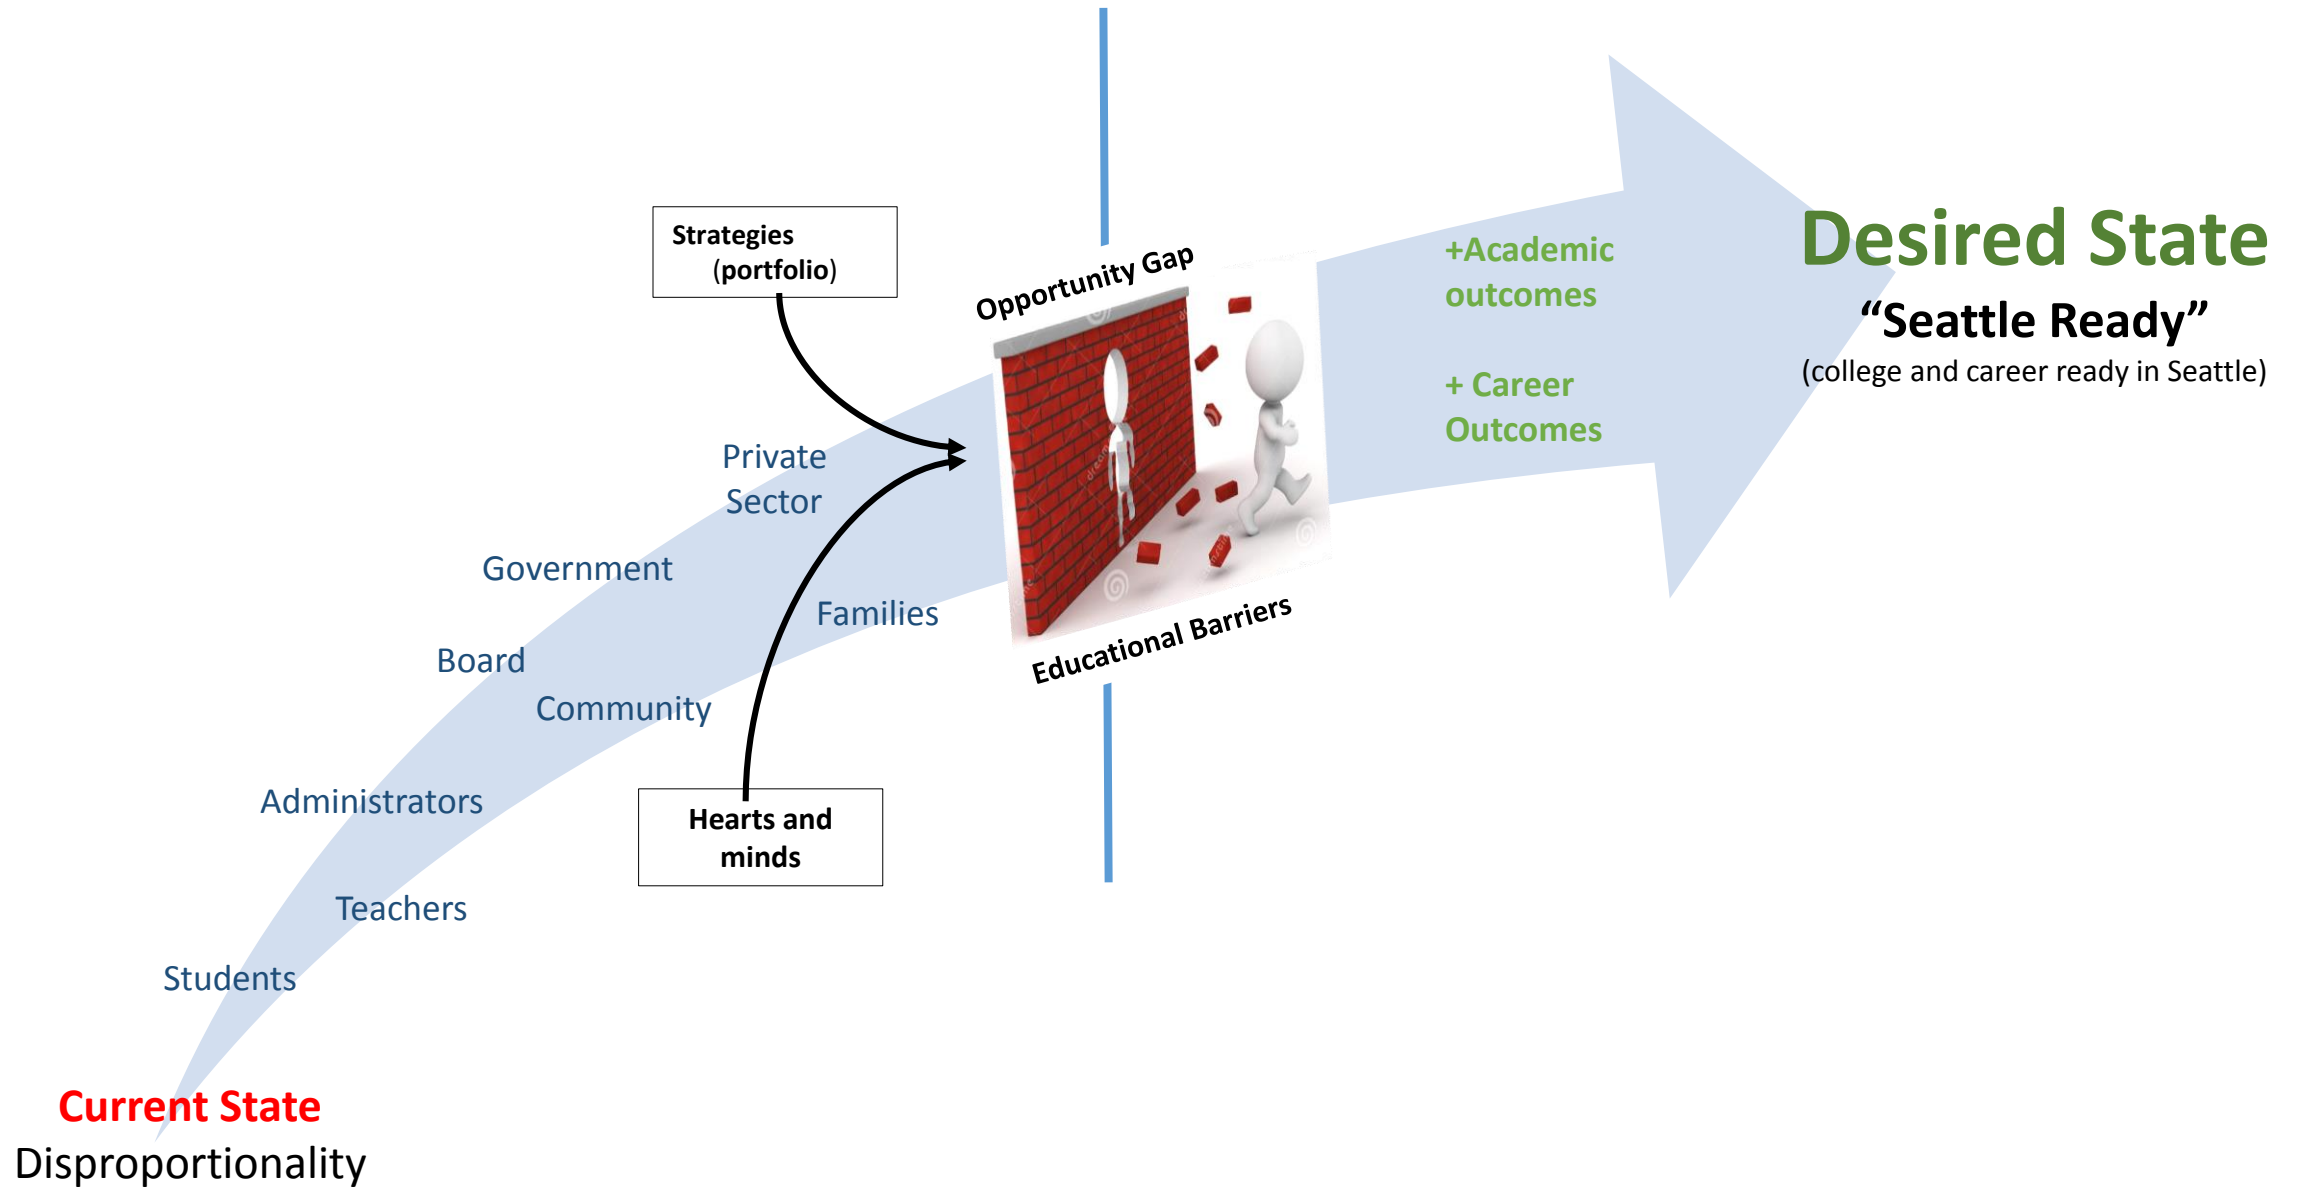 Strategies
(portfolio)
Opportunity Gap
+Academic
outcomes
+ Career
Outcomes
Desired State
“Seattle Ready”
(college and career ready in Seattle)
Private
Sector
Government
Families
Board
Community
Educational Barriers
Administrators
Hearts and
minds
Teachers
Students
Current State
Disproportionality